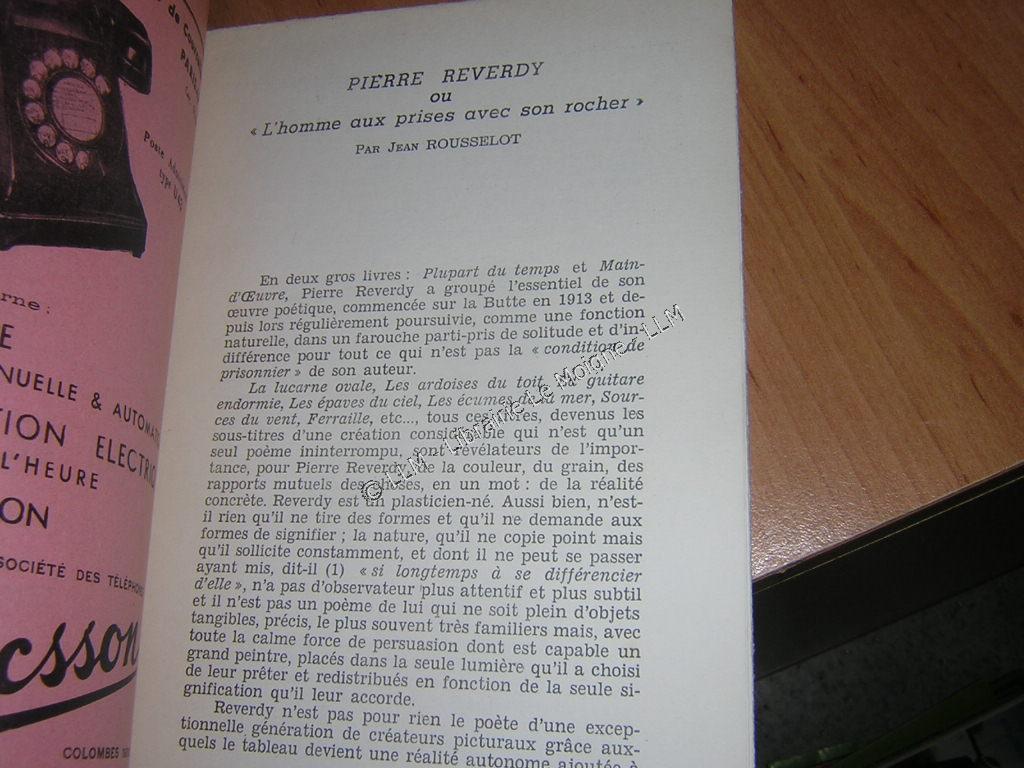 de Cou
PARI
Poste
type U43
rne :
E
NUELLE & AUTOMAT
TION ELECTRI
L'HEURE
ON
SOCIÉTÉ DES TÉLÉPHON
csson
COLOMBES
PIERRE REVERDY
ou
« L'homme aux prises avec son rocher »
PAR JEAN ROUSSELOT
En deux gros livres : Plupart du temps et Main-
d'Œuvre, Pierre Reverdy a groupé l'essentiel de son
œuvre poétique, commencée sur la Butte en 1913 et de-
puis lors régulièrement poursuivie, comme une fonction
naturelle, dans un farouche parti-pris de solitude et d'in-
différence pour tout ce qui n'est pas la « condition de
prisonnier » de son auteur.
La lucarne ovale, Les ardoises du toit, La guitare
endormie, Les épaves du ciel, Les écumes de la mer, Sour-
ces du vent, Ferraille, etc..., tous ces titres, devenus les
sous-titres d'une création considérable qui n'est qu'un
seul poème ininterrompu, sont révélateurs de l'impor-
tance, pour Pierre Reverdy, de la couleur, du grain, des
rapports mutuels des choses, en un mot : de la réalité
concrète. Reverdy est un plasticien-né. Aussi bien, n'est-
il rien qu'il ne tire des formes et qu'il ne demande aux
formes de signifier ; la nature, qu'il ne copie point mais
qu'il sollicite constamment, et dont il ne peut se passer
ayant mis, dit-il (1) « si longtemps à se différencier
d'elle », n'a pas d'observateur plus attentif et plus subtil
et il n'est pas un poème de lui qui ne soit plein d'objets
tangibles, précis, le plus souvent très familiers mais, avec
toute la calme force de persuasion dont est capable un
grand peintre, placés dans la seule lumière qu'il a choisi
de leur prêter et redistribués en fonction de la seule si-
gnification qu'il leur accorde.
Reverdy n'est pas pour rien le poète d'une excep-
tionnelle génération de créateurs picturaux grâce aux-
quels le tableau devient une réalité autonome ajoutée à
© LLM - Librairie Le Moigne - LLM